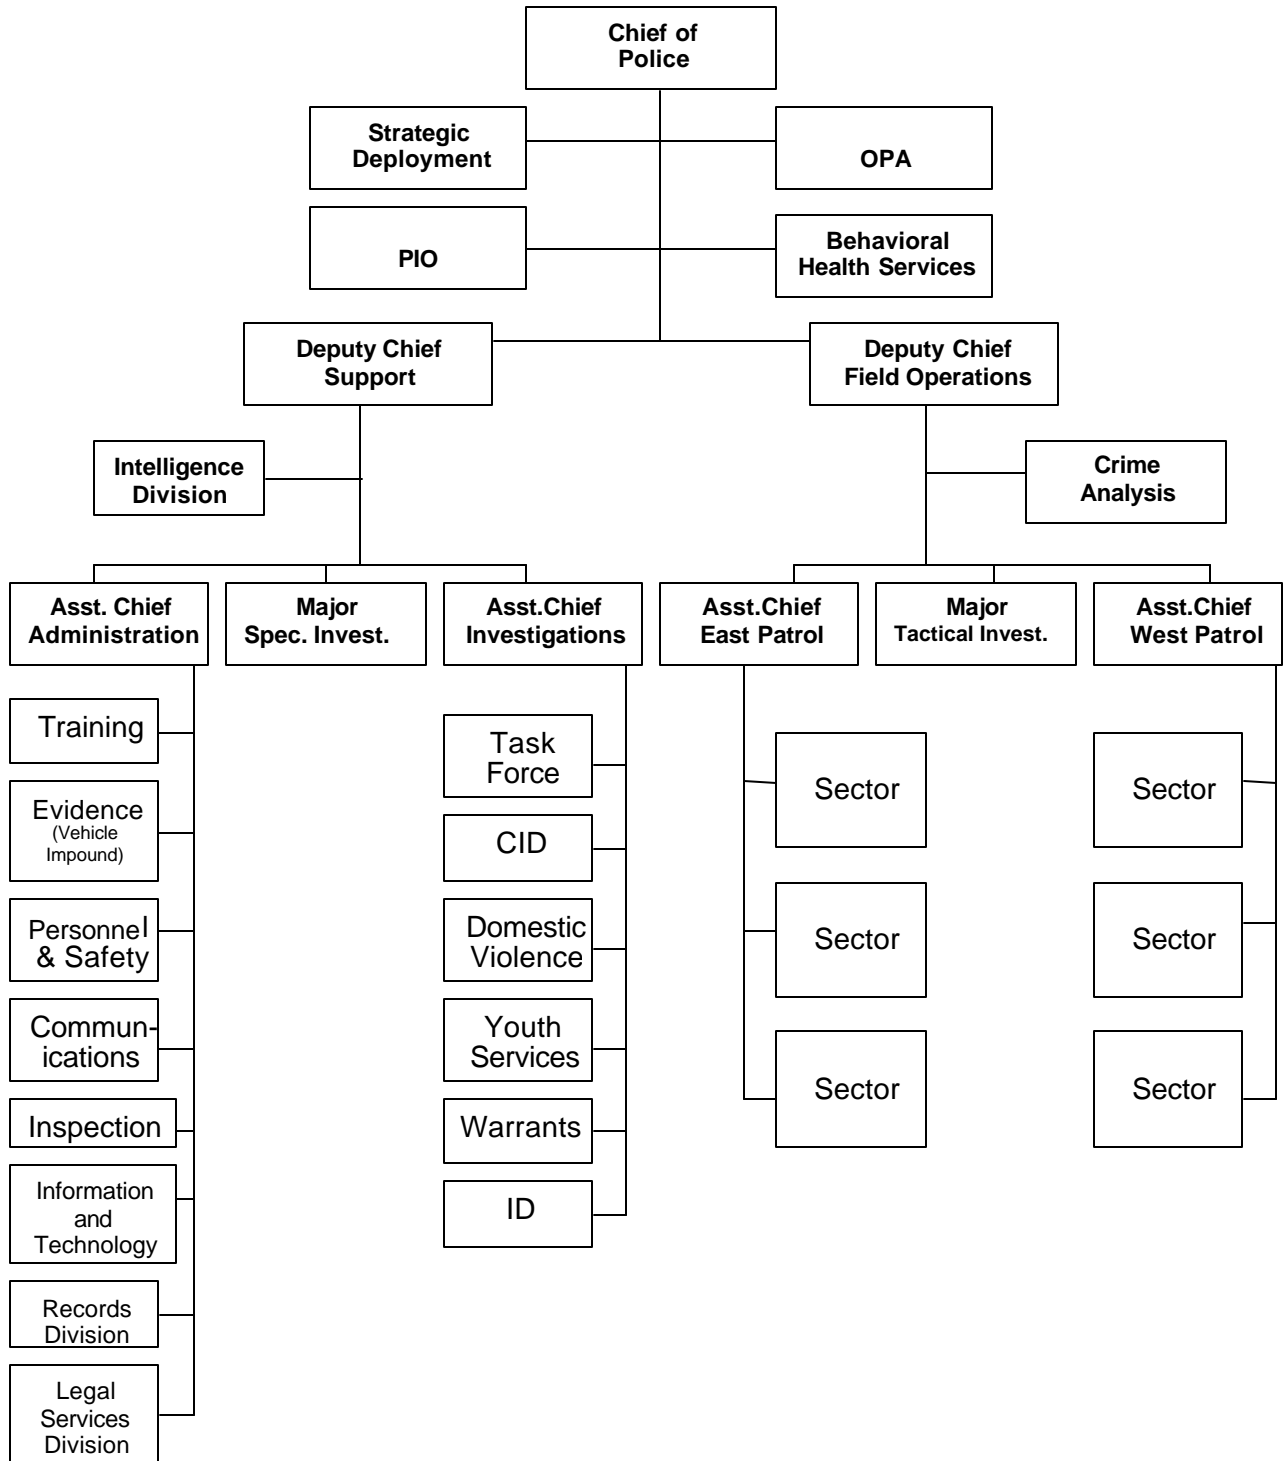 Chief of
Police
Strategic
Deployment
OPA
PIO
Behavioral
Health Services
Deputy Chief
Support
Deputy Chief
Field Operations
Intelligence
Division
Crime
Analysis
Asst. Chief
Administration
Major
Spec. Invest.
Asst.Chief
Investigations
Asst.Chief
East Patrol
Major
Tactical Invest.
Asst.Chief
West Patrol
Training
Evidence
(Vehicle
Impound)
Personnel
& Safety
Commun-
ications
Inspection
Information
and
Technology
Records
Division
Legal
Services
Division
Task
Force
CID
Domestic
Violence
Youth
Services
Warrants
ID
Sector
Sector
Sector
Sector
Sector
Sector